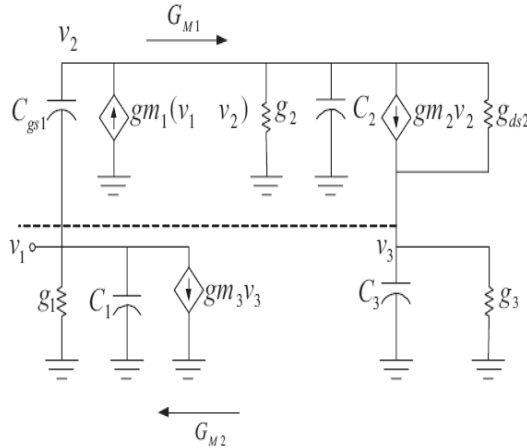 G_{M1}
v_2
C_{gs1}
gm_1(v_1 v_2)
g_2
C_2
gm_2v_2
g_{ds2}
v_1
v_3
g_1
C_1
gm_3v_3
C_3
g_3
G_{M2}